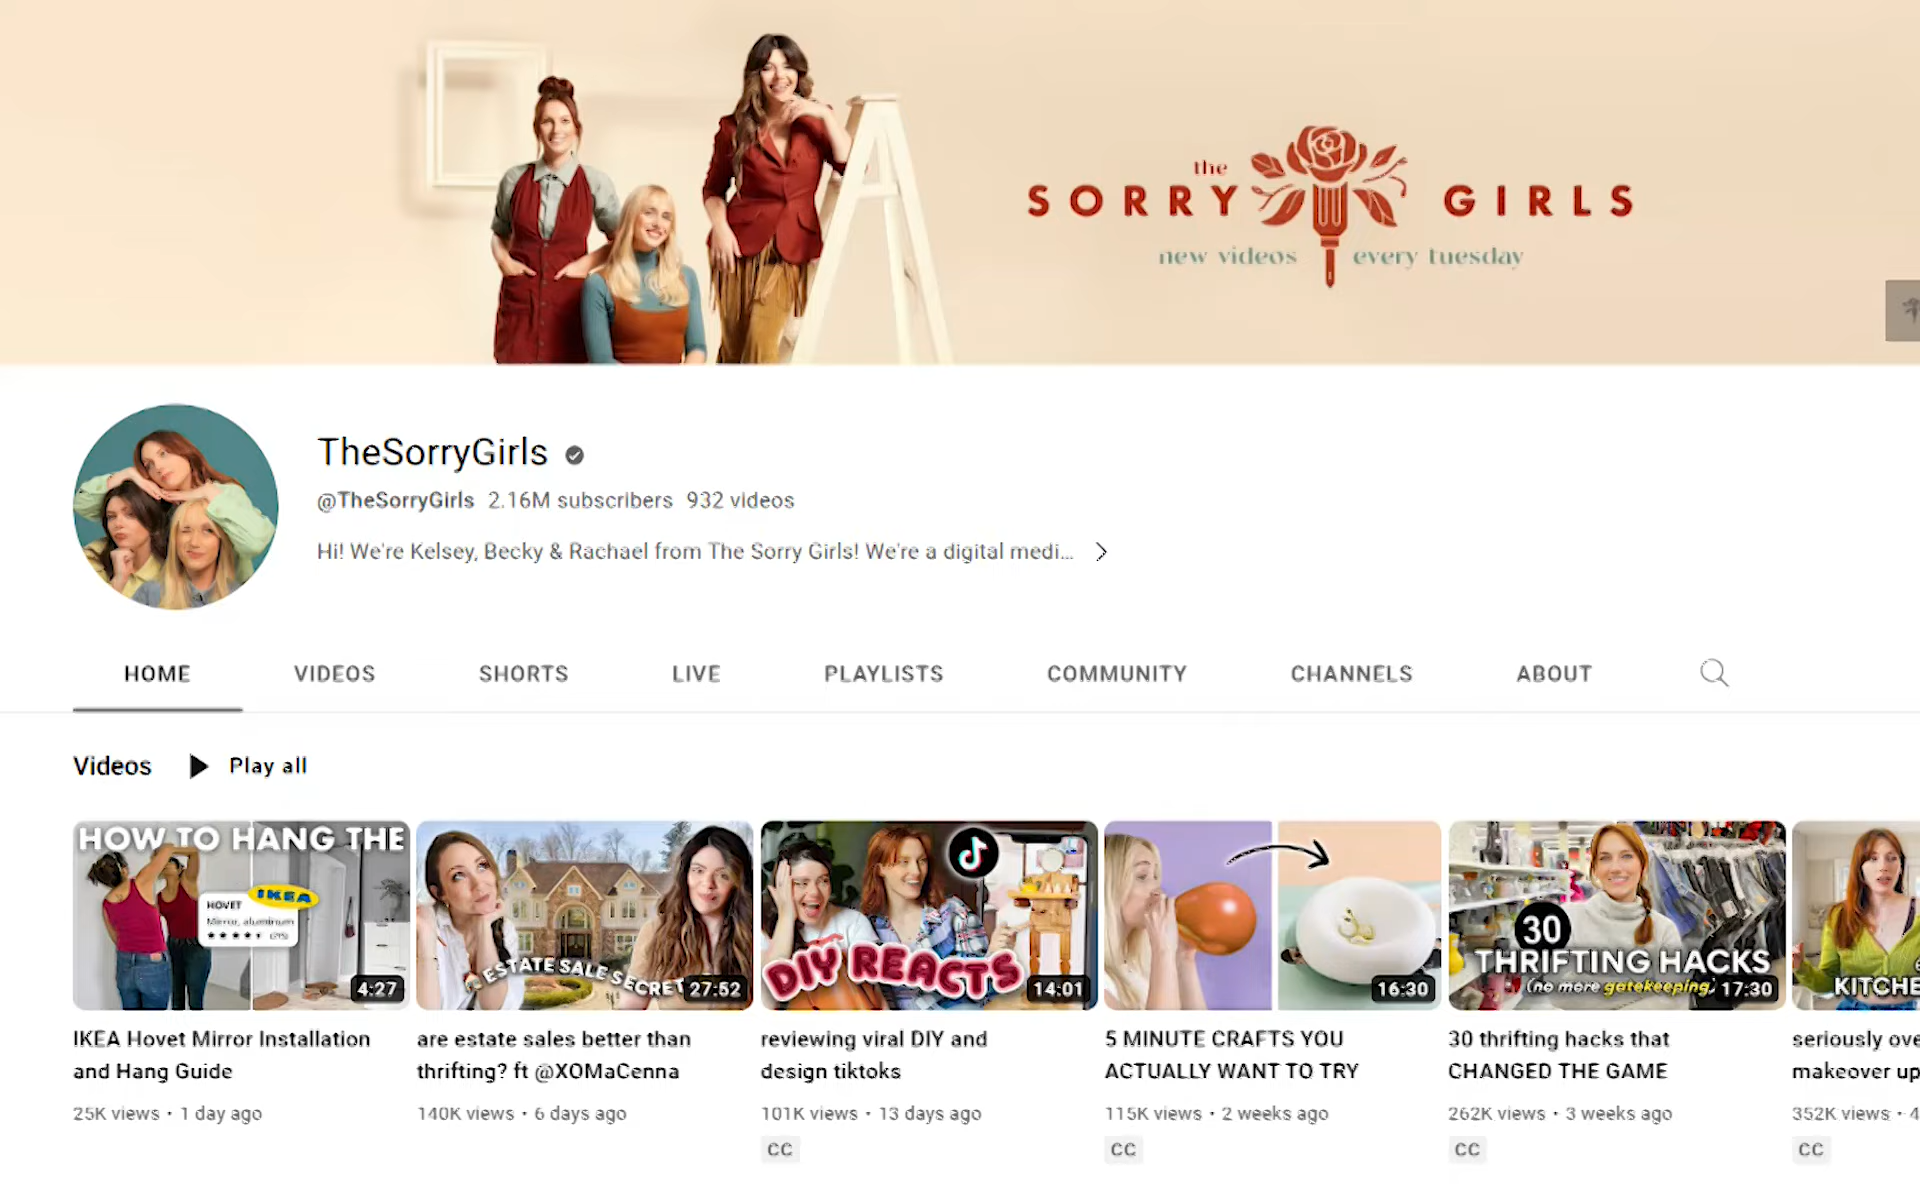 the
SORRY GIRLS
new videos every tuesday
TheSorryGirls
@TheSorryGirls 2.16M subscribers 932 videos
Hi! We're Kelsey, Becky & Rachael from The Sorry Girls! We're a digital medi...
HOME VIDEOS SHORTS LIVE PLAYLISTS COMMUNITY CHANNELS ABOUT
Videos Play all
HOW TO HANG THE
IKEA
HOVET
Mirror, aluminum
4:27
ESTATE SALE SECRET
27:52
DIY REACTS
14:01
16:30
30
THRIFTING HACKS
(no more gatekeeping
17:30
KITCHE
IKEA Hovet Mirror Installation
and Hang Guide
25K views • 1 day ago
are estate sales better than
thrifting? ft @XOMaCenna
140K views • 6 days ago
reviewing viral DIY and
design tiktoks
101K views • 13 days ago
CC
5 MINUTE CRAFTS YOU
ACTUALLY WANT TO TRY
115K views • 2 weeks ago
CC
30 thrifting hacks that
CHANGED THE GAME
262K views • 3 weeks ago
CC
seriously ove
makeover up
352K views • 4
CC